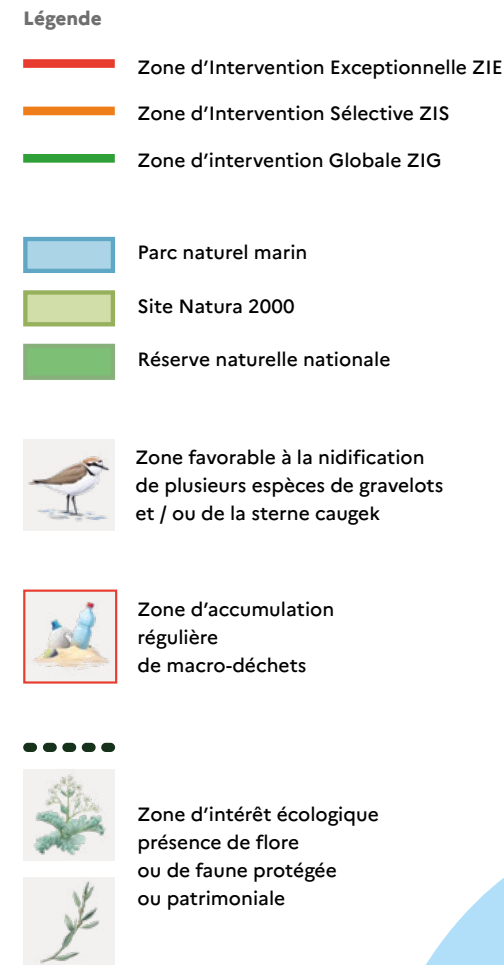 Légende
Zone d'Intervention Exceptionnelle ZIE
Zone d'Intervention Sélective ZIS
Zone d'intervention Globale ZIG
Parc naturel marin
Site Natura 2000
Réserve naturelle nationale
Zone favorable à la nidification
de plusieurs espèces de gravelots
et / ou de la sterne caugek
Zone d'accumulation
régulière
de macro-déchets
Zone d'intérêt écologique
présence de flore
ou de faune protégée
ou patrimoniale